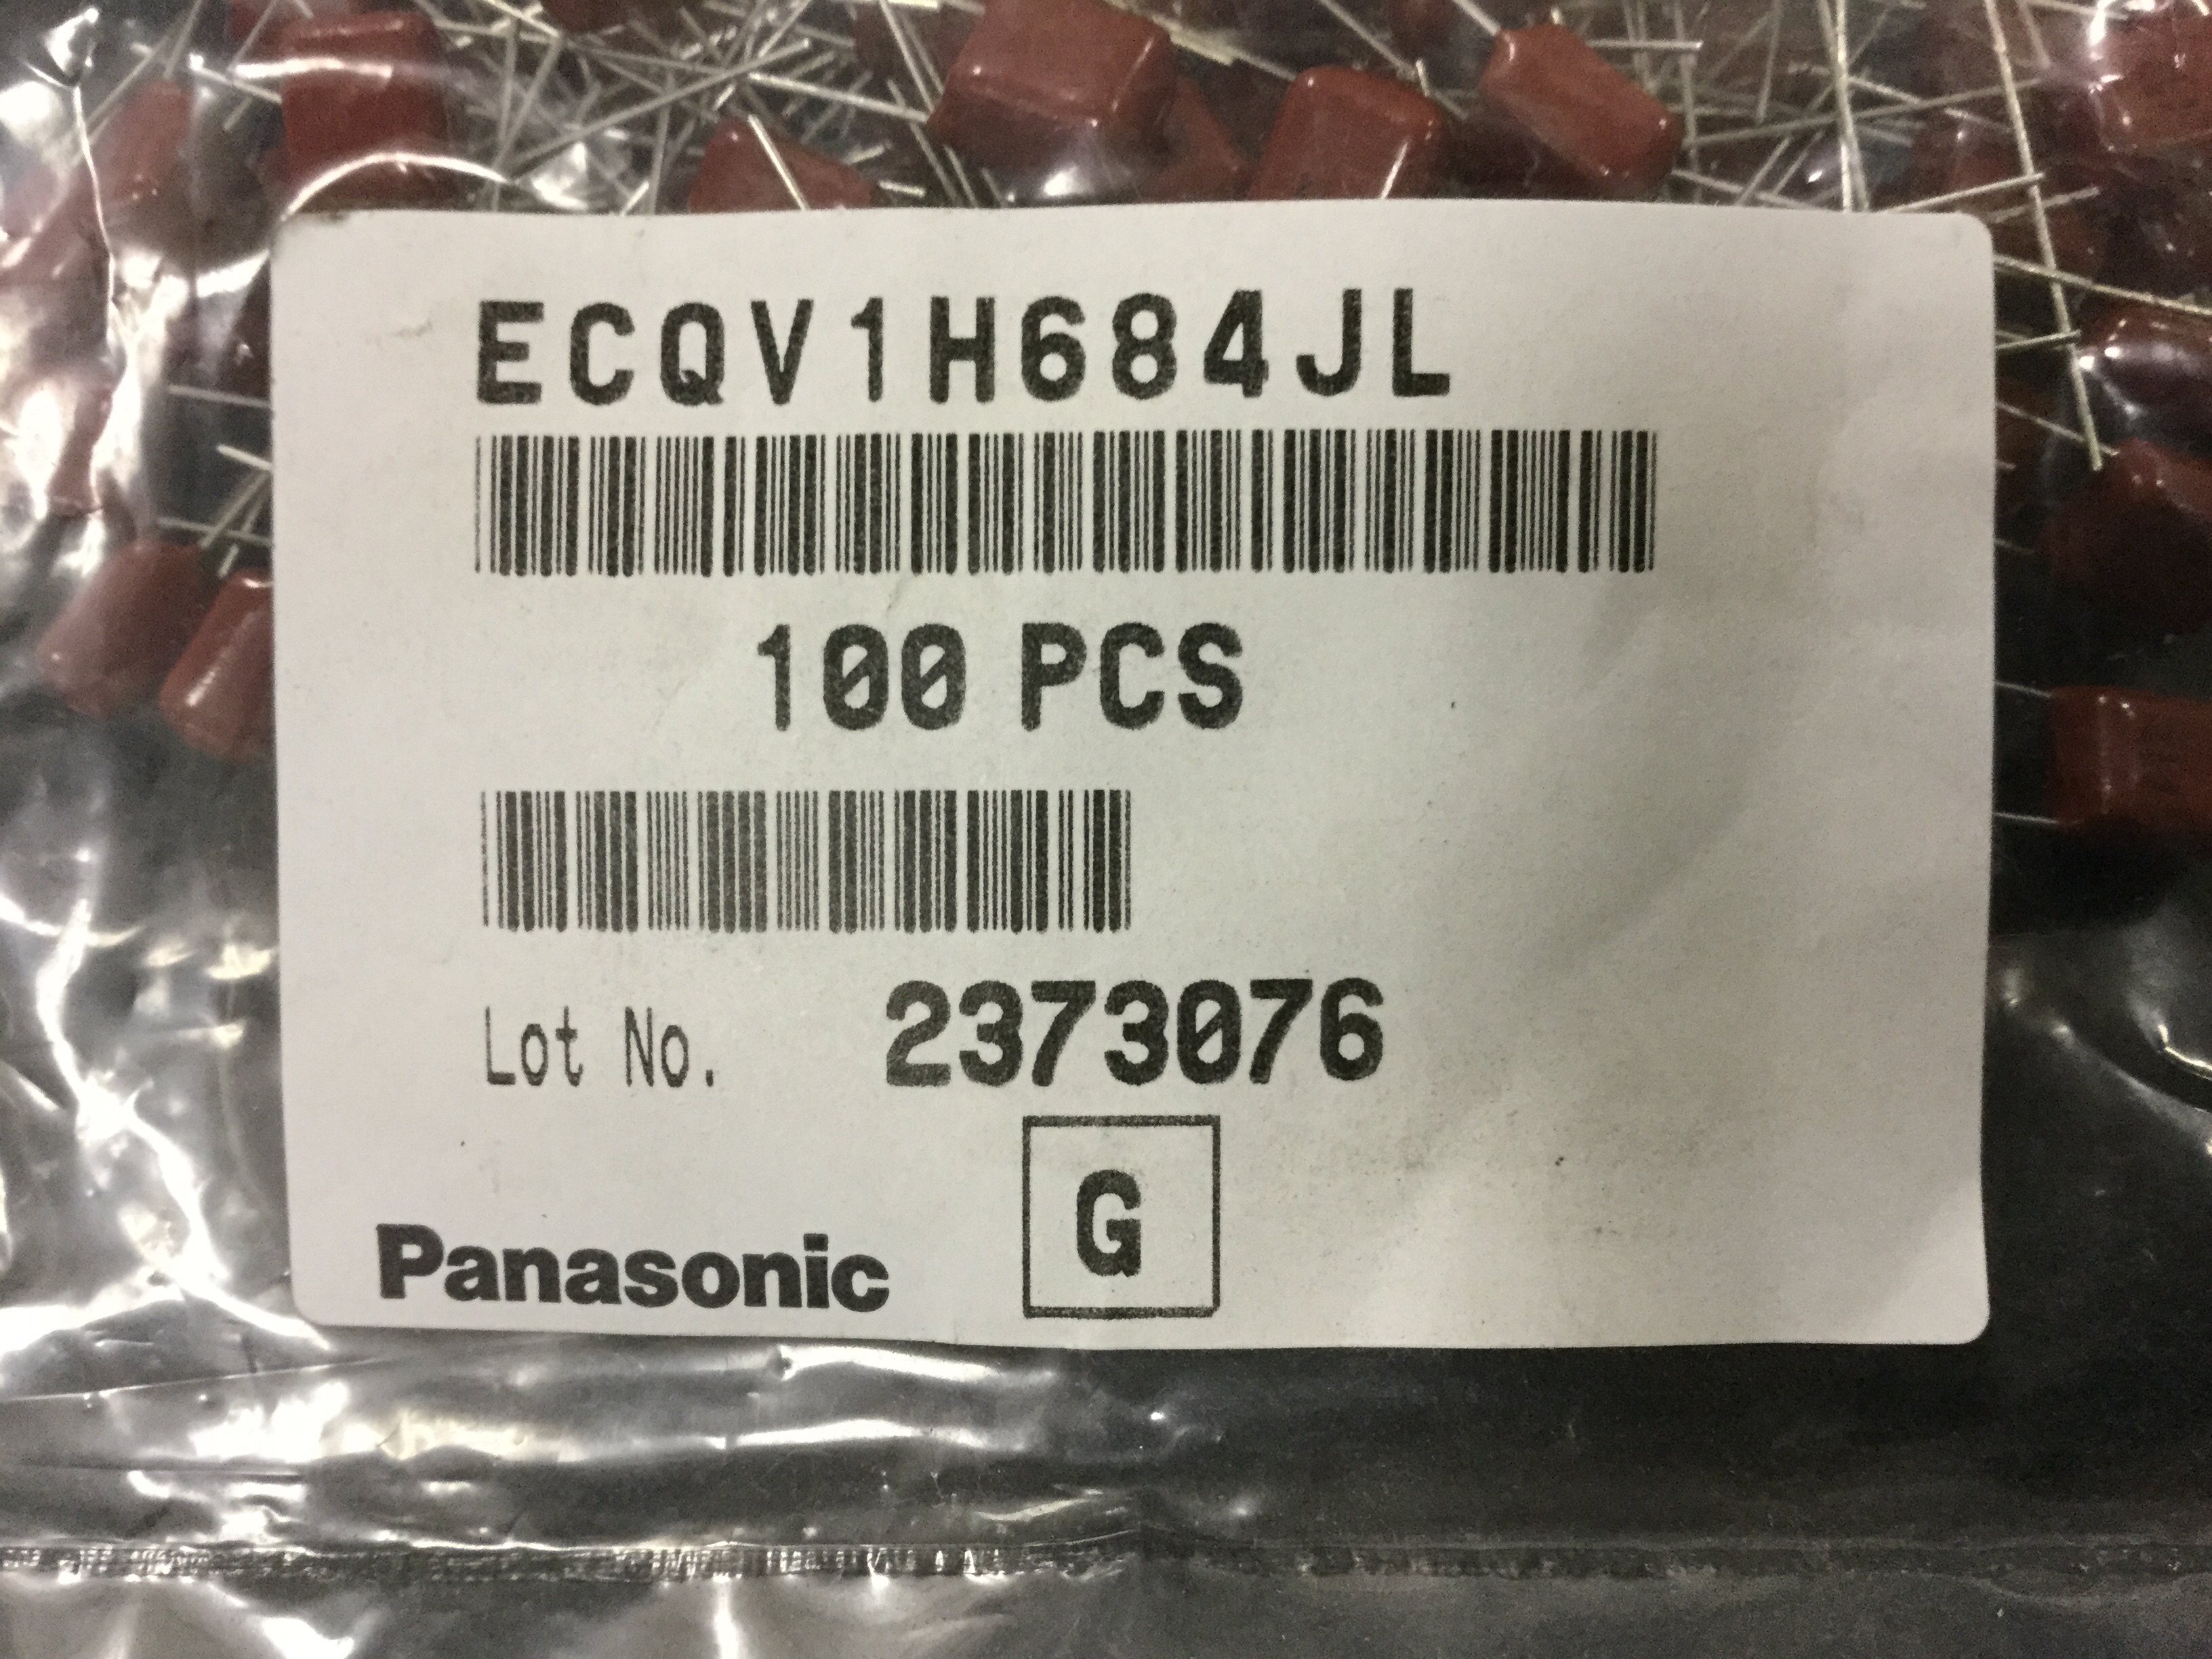 ECQV1H684JL
100 PCS
Lot No. 2373076
G
Panasonic